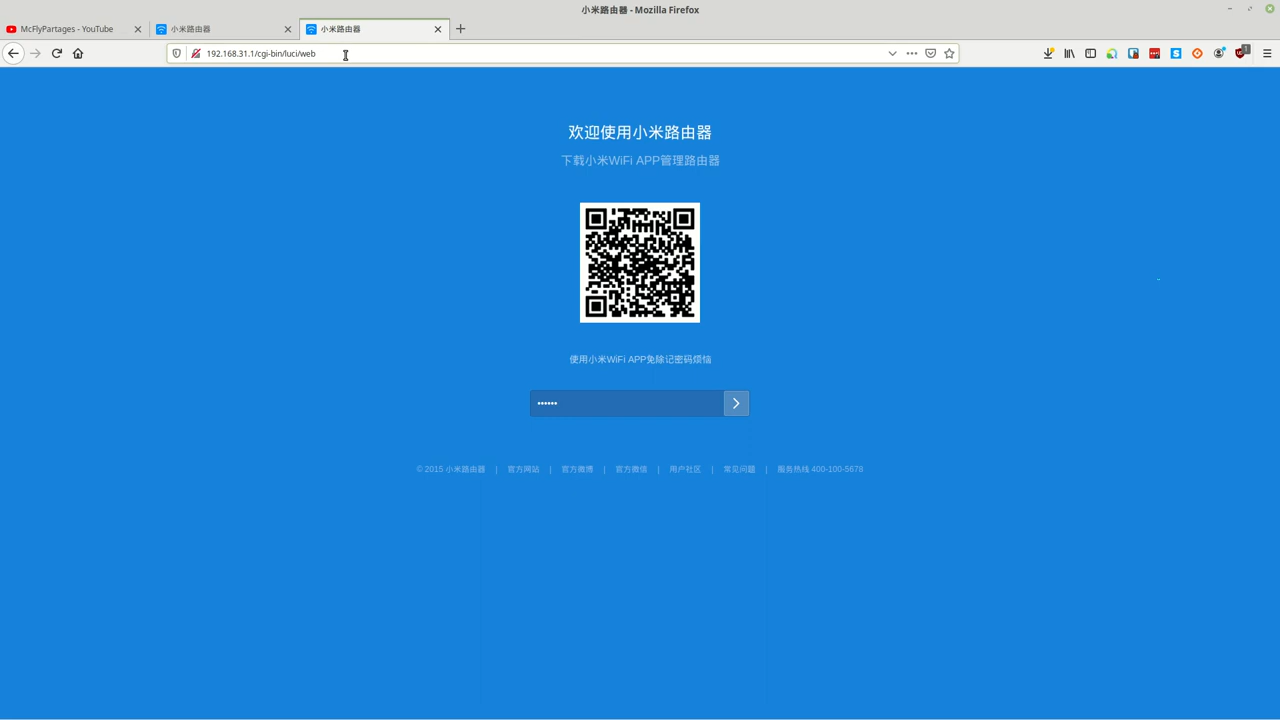 小米路由器 - Mozilla Firefox
McFlyPartages - YouTube
小米路由器
小米路由器
192.168.31.1/cgi-bin/luci/web
1
欢迎使用小米路由器
下载小米WiFi APP管理路由器
使用小米WiFi APP免除记密码烦恼
••••••
© 2015 小米路由器 | 官方网站 | 官方微博 | 官方微信 | 用户社区 | 常见问题 | 服务热线 400-100-5678